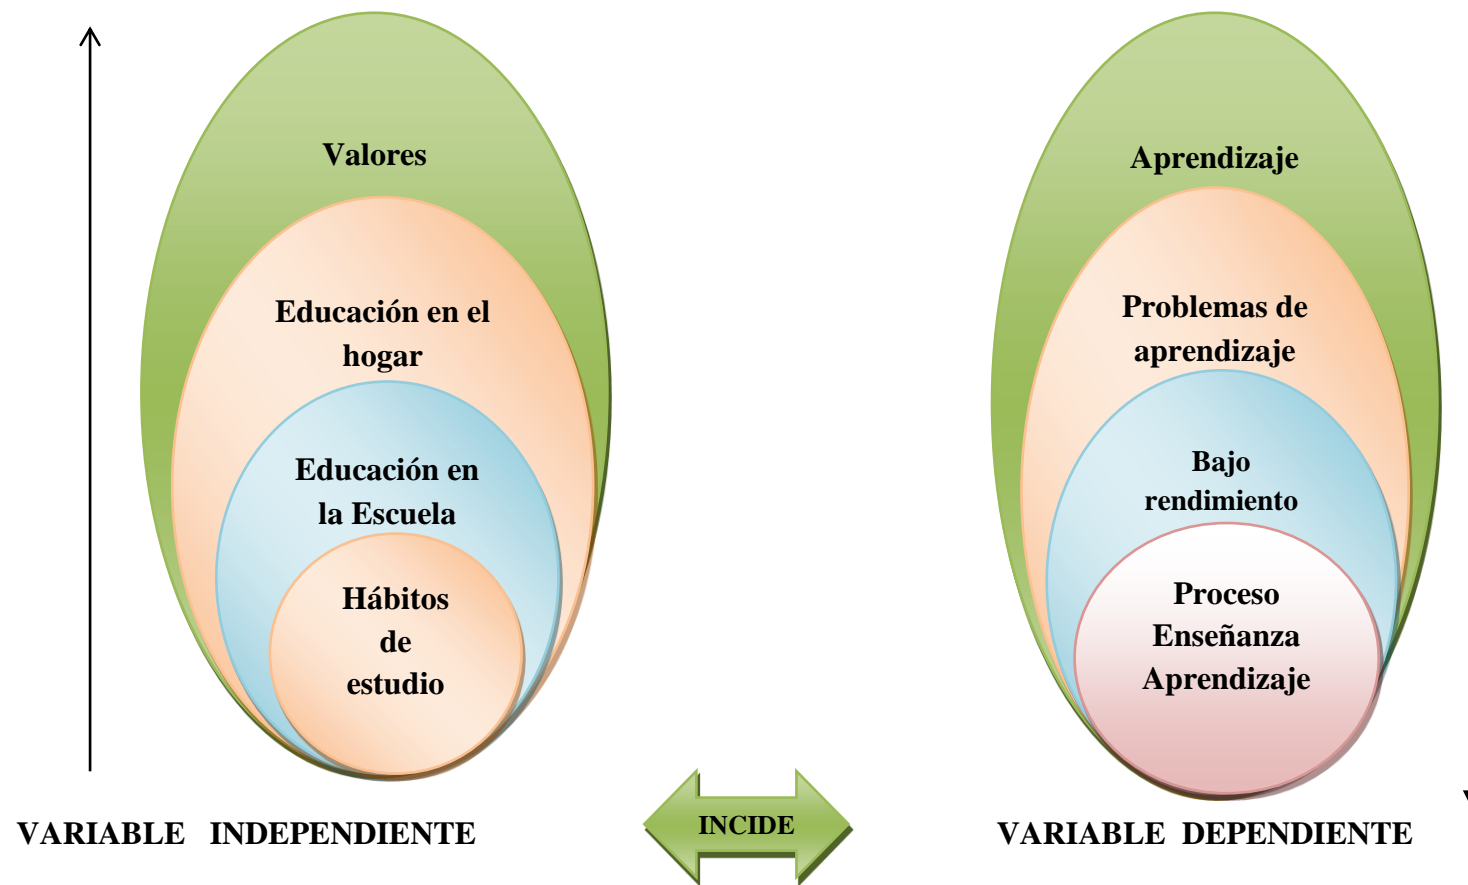 Valores
Educación en el
hogar
Educación en
la Escuela
Hábitos
de
estudio
VARIABLE INDEPENDIENTE
INCIDE
Aprendizaje
Problemas de
aprendizaje
Bajo
rendimiento
Proceso
Enseñanza
Aprendizaje
VARIABLE DEPENDIENTE